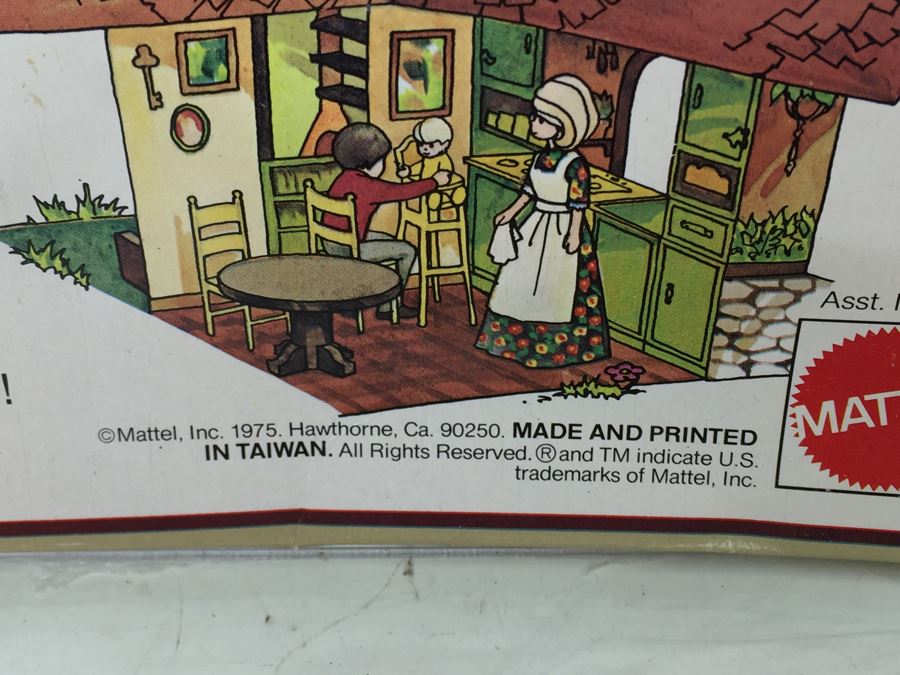 Asst.
!
MAT
©Mattel, Inc. 1975. Hawthorne, Ca. 90250. MADE AND PRINTED
IN TAIWAN. All Rights Reserved. ®and TM indicate U.S.
trademarks of Mattel, Inc.